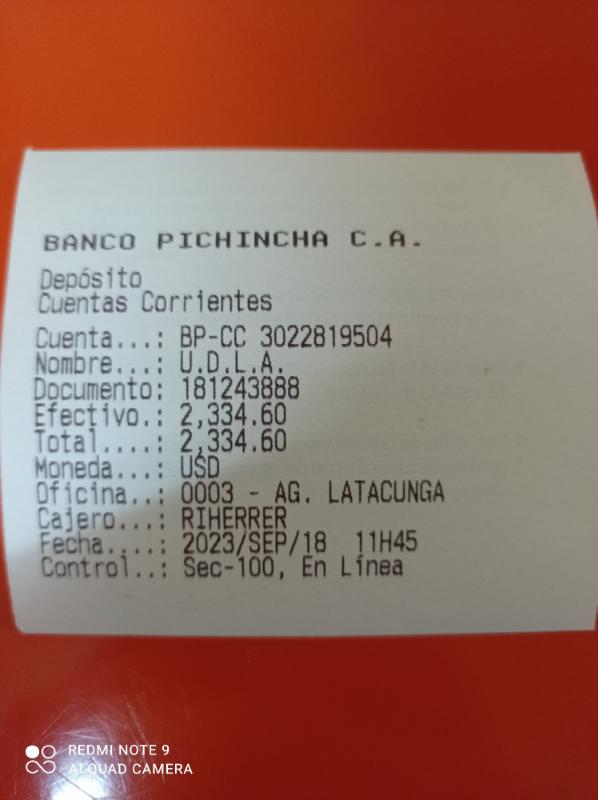 BANCO PICHINCHA C.A.
Depósito
Cuentas Corrientes
Cuenta...: BP-CC 3022819504
Nombre...: U.D.L.A.
Documento: 181243888
Efectivo.: 2,334.60
Total....: 2,334.60
Moneda...: USD
Oficina..: 0003 - AG. LATACUNGA
Cajero...: RIHERRER
Fecha....: 2023/SEP/18 11H45
Control..: Sec-100, En Línea
REDMI NOTE 9
AI QUAD CAMERA